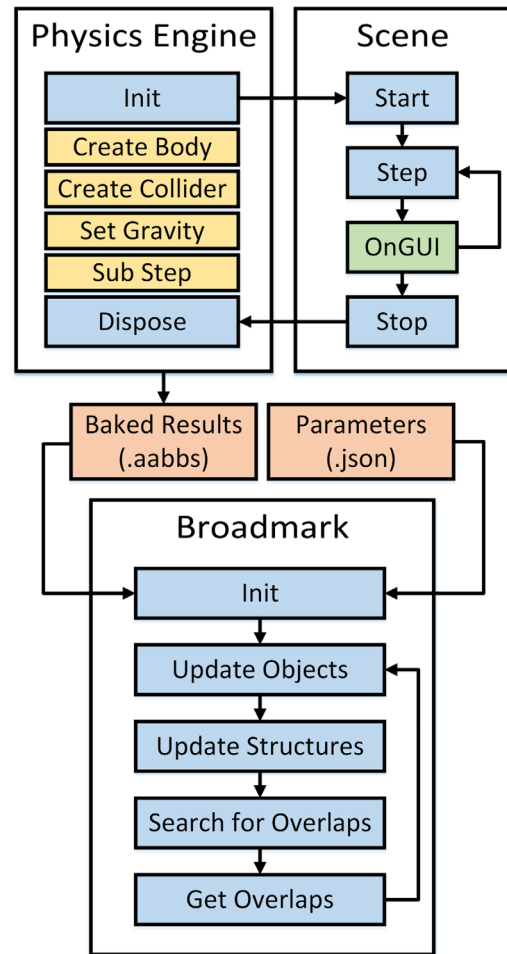 Physics Engine
Init
Create Body
Create Collider
Set Gravity
Sub Step
Dispose
Scene
Start
Step
OnGUI
Stop
Baked Results
(.aabbs)
Parameters
(.json)
Broadmark
Init
Update Objects
Update Structures
Search for Overlaps
Get Overlaps